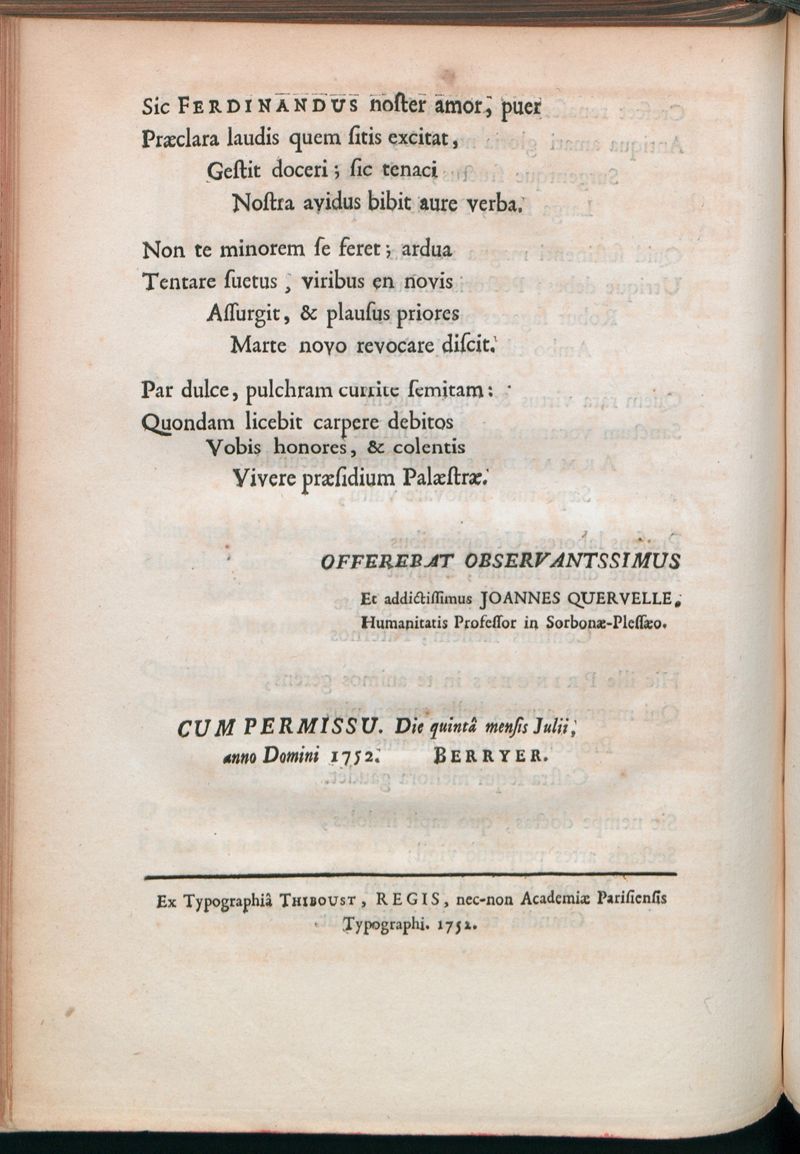 Sic FERDINANDUS noſter amor, puer
Præclara laudis quem ſitis excitat,
Geſtit doceri; ſic tenaci
Noſtra avidus bibit aure verba.
Non te minorem ſe feret; ardua
Tentare ſuetus, viribus en novis
Aſſurgit, & plauſus priores
Marte novo revocare diſcit.
Par dulce, pulchram currite ſemitam:
Quondam licebit carpere debitos
Vobis honores, & colentis
Vivere præſidium Palæſtræ.
OFFEREBAT OBSERVANTSSIMUS
Et addictiſſimus JOANNES QUERVELLE,
Humanitatis Profeſſor in Sorbonæ-Pleſſæo.
CUM PERMISSU. Die quintâ menſis Julii,
anno Domini 1752. BERRYER.
Ex Typographiâ THIBOUST, REGIS, nec-non Academiæ Pariſienſis
Typographi. 1752.